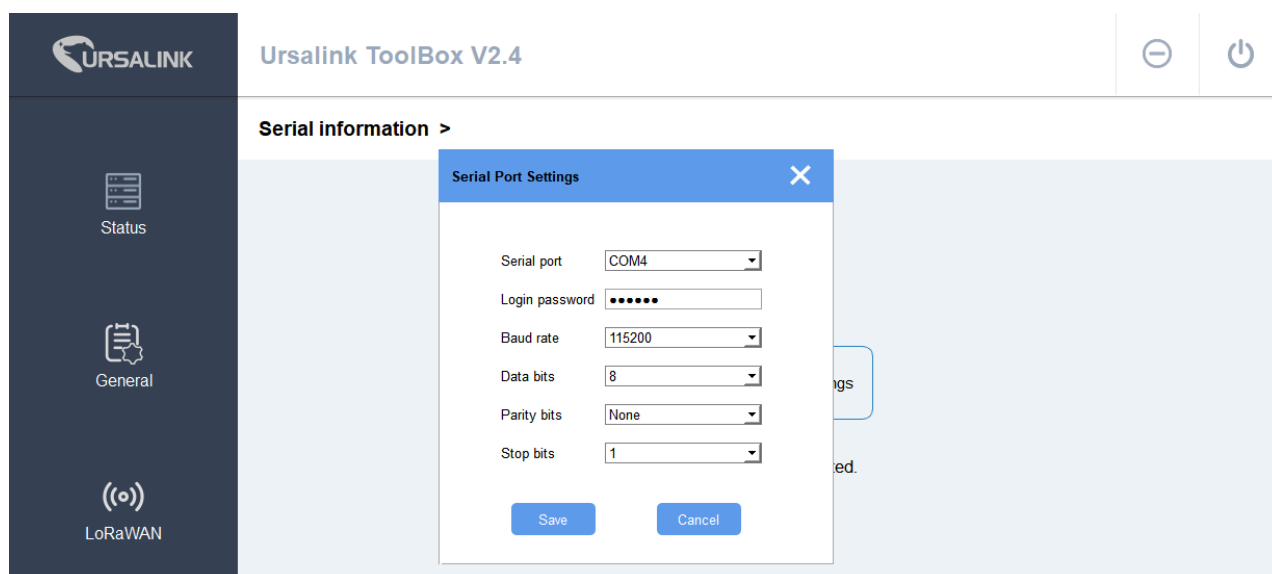 URSALINK
Ursalink ToolBox V2.4
Serial information >
Serial Port Settings
Status
Serial port COM4
Login password ●●●●●●
Baud rate 115200
General
Data bits 8
ngs
Parity bits None
Stop bits 1
ted.
LoRaWAN
Save Cancel